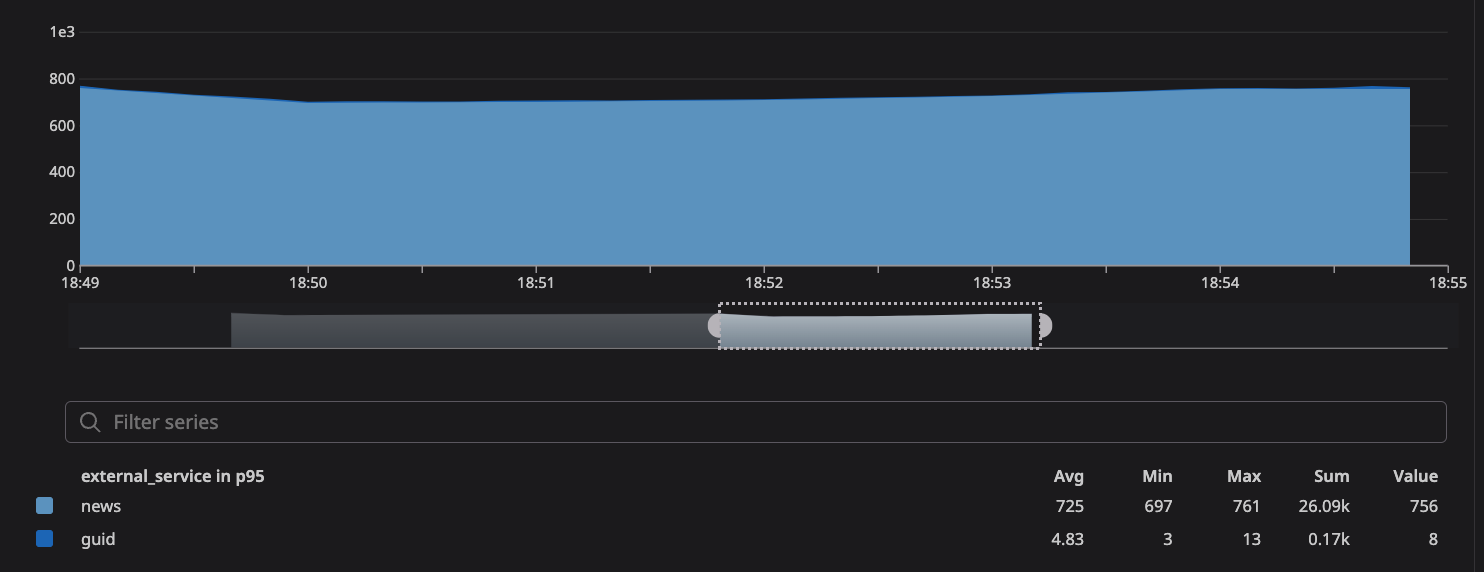 1e3
800
600
400
200
0
18:49 18:50 18:51 18:52 18:53 18:54 18:55
Filter series
external_service in p95 Avg Min Max Sum Value
news 725 697 761 26.09k 756
guid 4.83 3 13 0.17k 8